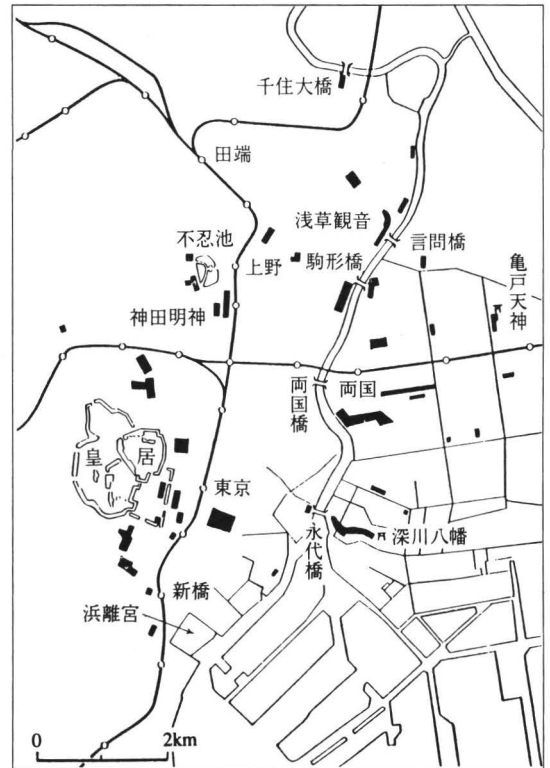 千住大橋
田端
浅草観音
言問橋
不忍池
上野
駒形橋
亀戸天神
神田明神
両国橋
両国
皇居
東京
永代橋
深川八幡
新橋
浜離宮
0 2km